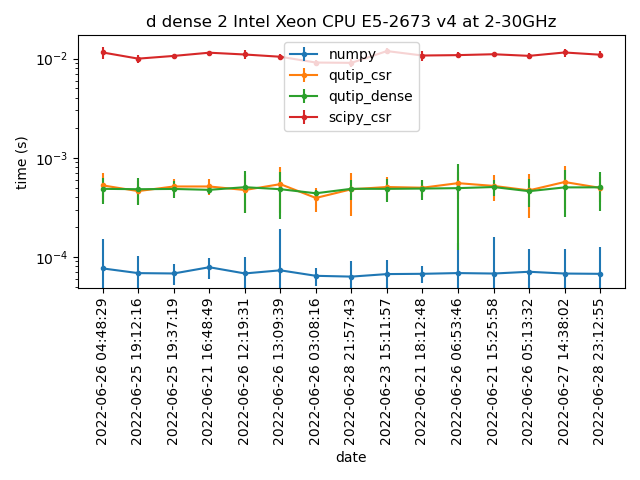 d dense 2 Intel Xeon CPU E5-2673 v4 at 2-30GHz
numpy
qutip_csr
qutip_dense
scipy_csr
time (s)
10⁻²
10⁻³
10⁻⁴
2022-06-26 04:48:29
2022-06-25 19:12:16
2022-06-25 19:37:19
2022-06-21 16:48:49
2022-06-26 12:19:31
2022-06-26 13:09:39
2022-06-26 03:08:16
2022-06-28 21:57:43
2022-06-23 15:11:57
2022-06-21 18:12:48
2022-06-26 06:53:46
2022-06-21 15:25:58
2022-06-26 05:13:32
2022-06-27 14:38:02
2022-06-28 23:12:55
date